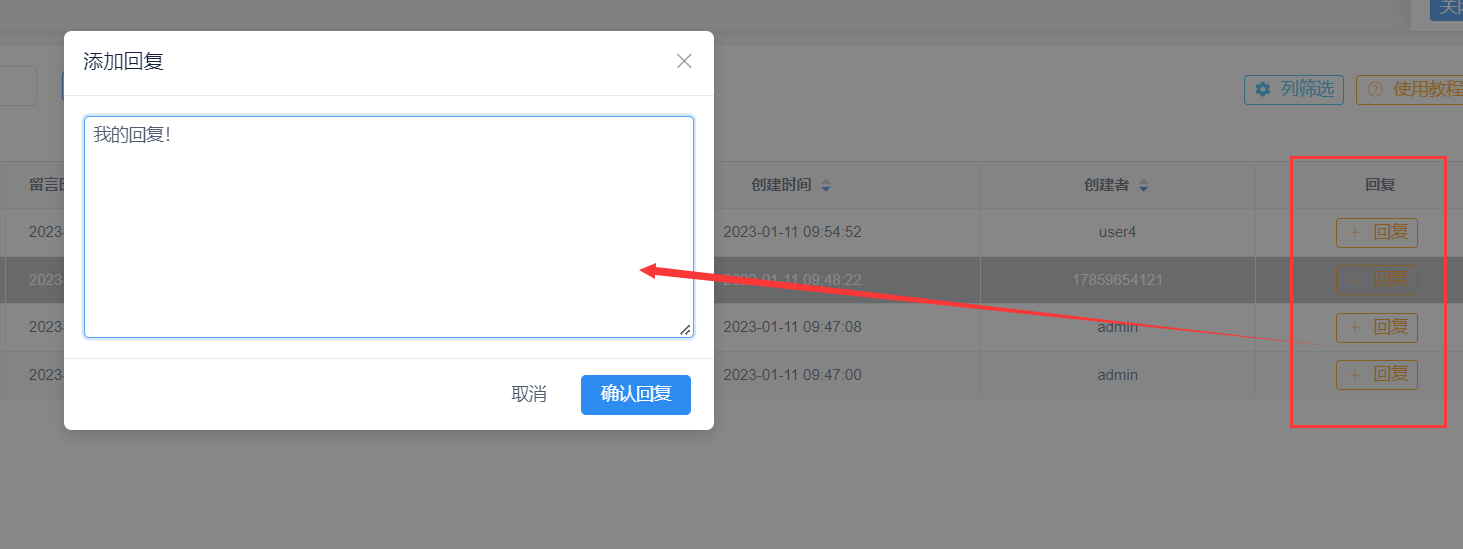 关
添加回复
我的回复！
列筛选
使用教程
留言 创建时间 创建者 回复
2023- 2023-01-11 09:54:52 user4 + 回复
2023- 2023-01-11 09:48:22 17859654121 + 回复
2023- 2023-01-11 09:47:08 admin + 回复
2023- 2023-01-11 09:47:00 admin + 回复
取消 确认回复